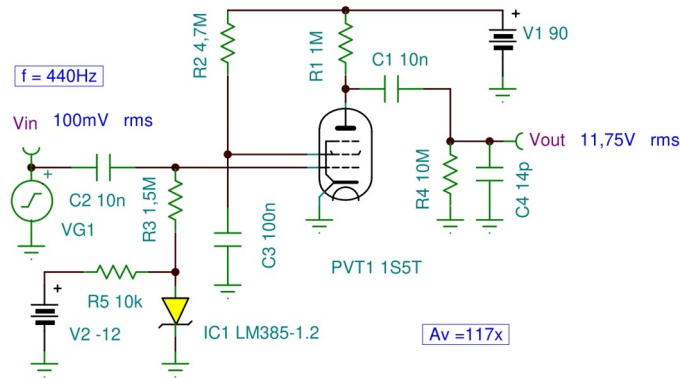 R2 4,7M
R1 1M
C1 10n
+
V1 90
f = 440Hz
Vin 100mV rms
+
C2 10n
VG1
R3 1,5M
C3 100n
PVT1 1S5T
R4 10M
C4 14p
Vout 11,75V rms
+
R5 10k
V2 -12
IC1 LM385-1.2
Av =117x